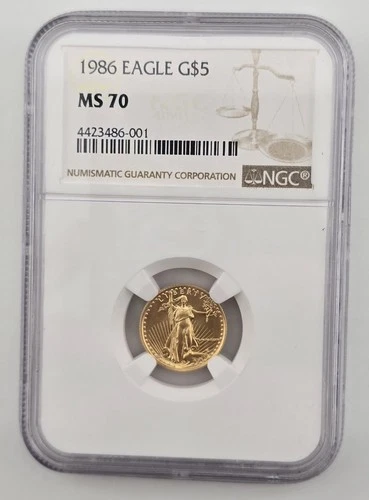 1986 EAGLE G$5
MS 70
4423486-001
NUMISMATIC GUARANTY CORPORATION
NGC®
LIBERTY